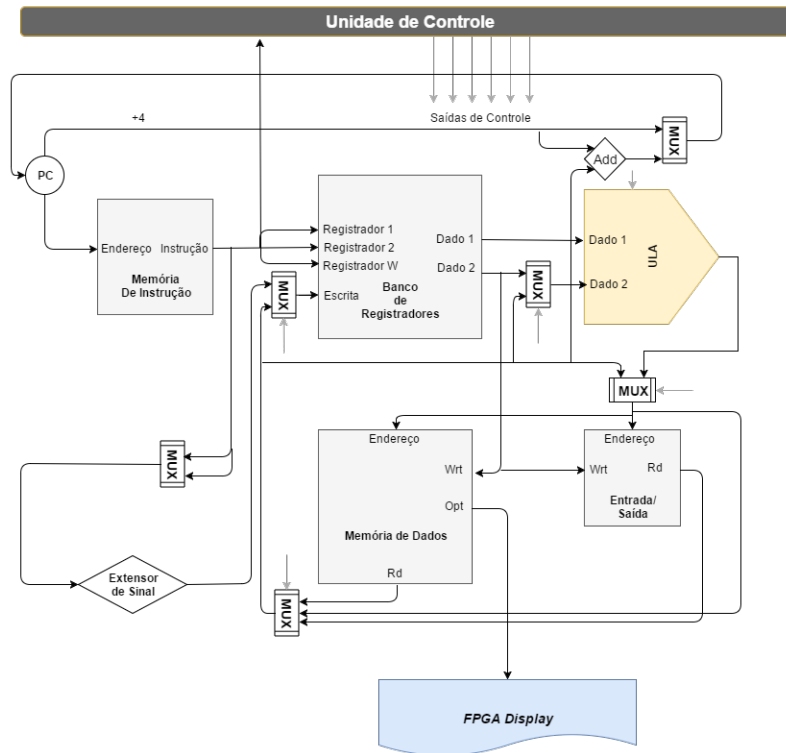 Unidade de Controle
+4
Saídas de Controle
MUX
PC
Add
Endereço Instrução
Memória
De Instrução
Registrador 1
Registrador 2
Registrador W
Escrita
Dado 1
Dado 2
Banco
de
Registradores
MUX
MUX
Dado 1
Dado 2
ULA
MUX
MUX
Endereço
Wrt
Opt
Memória de Dados
Rd
Endereço
Wrt
Rd
Entrada/
Saída
Extensor
de Sinal
MUX
FPGA Display